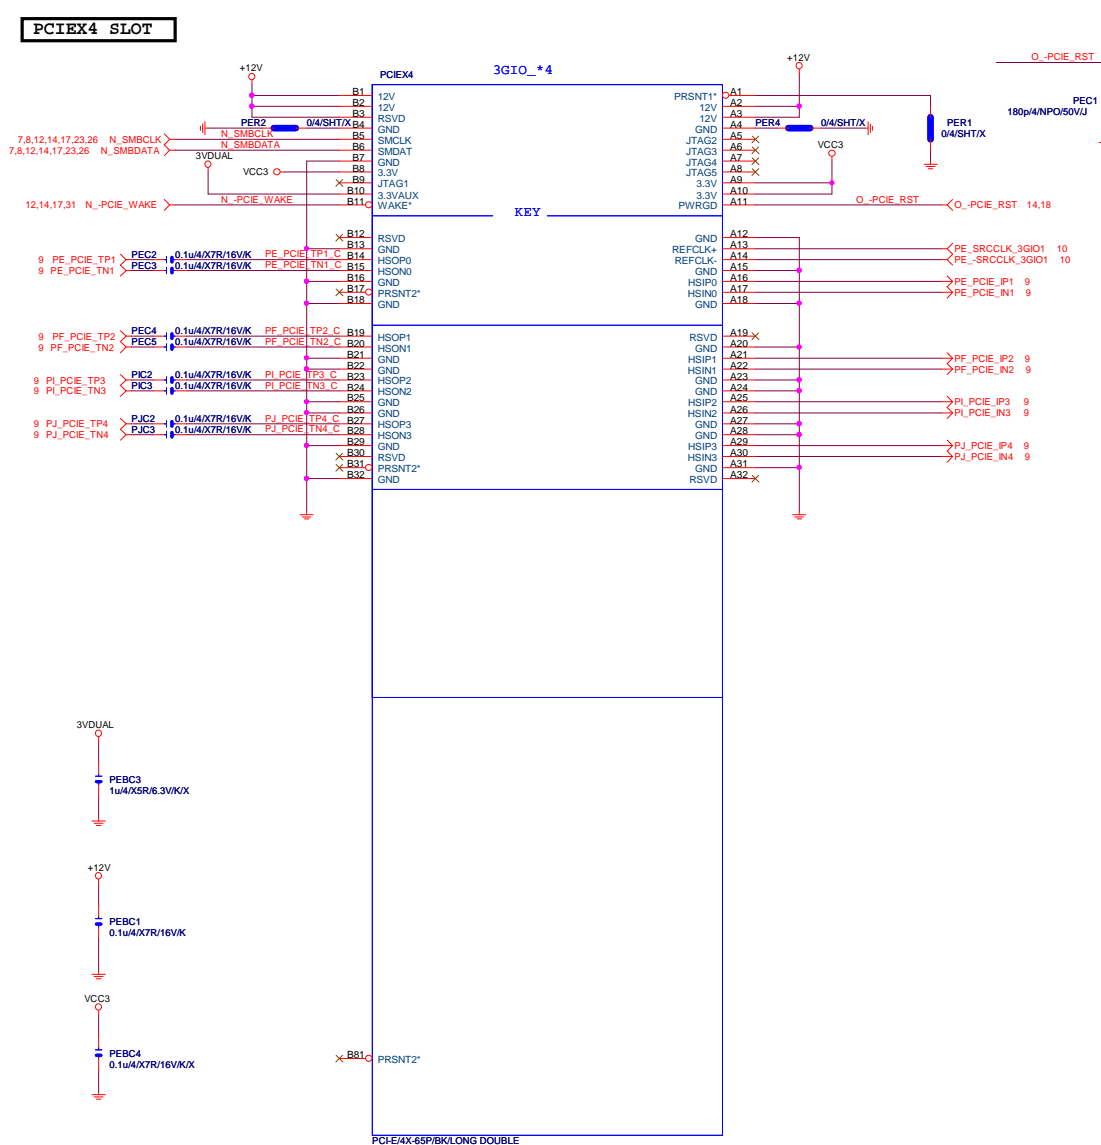 PCIEX4 SLOT
O_-PCIE_RST
PEC1
180p/4/NPO/50V/J
+12V
PCIEX4
3GIO_*4
+12V
B1 12V PRSNT1* A1
B2 12V 12V A2
B3 RSVD 12V A3
PER2 0/4/SHT/X B4 GND GND A4 PER4 0/4/SHT/X
PER1
0/4/SHT/X
7,8,12,14,17,23,26 N_SMBCLK N_SMBCLK B5 SMCLK JTAG2 A5
7,8,12,14,17,23,26 N_SMBDATA N_SMBDATA B6 SMDAT JTAG3 A6
3VDUAL B7 GND JTAG4 A7 VCC3
VCC3 B8 3.3V JTAG5 A8
B9 JTAG1 3.3V A9
B10 3.3VAUX 3.3V A10
12,14,17,31 N_-PCIE_WAKE N_-PCIE_WAKE B11 WAKE* PWRGD A11 O_-PCIE_RST O_-PCIE_RST 14,18
KEY
B12 RSVD GND A12
B13 GND REFCLK+ A13 PE_SRCCLK_3GIO1 10
9 PE_PCIE_TP1 PEC2 0.1u/4/X7R/16V/K PE_PCIE_TP1_C B14 HSOP0 REFCLK- A14 PE_-SRCCLK_3GIO1 10
9 PE_PCIE_TN1 PEC3 0.1u/4/X7R/16V/K PE_PCIE_TN1_C B15 HSON0 GND A15
B16 GND HSIP0 A16 PE_PCIE_IP1 9
B17 PRSNT2* HSIN0 A17 PE_PCIE_IN1 9
B18 GND GND A18
9 PF_PCIE_TP2 PEC4 0.1u/4/X7R/16V/K PF_PCIE_TP2_C B19 HSOP1 RSVD A19
9 PF_PCIE_TN2 PEC5 0.1u/4/X7R/16V/K PF_PCIE_TN2_C B20 HSON1 GND A20
B21 GND HSIP1 A21 PF_PCIE_IP2 9
B22 GND HSIN1 A22 PF_PCIE_IN2 9
9 PI_PCIE_TP3 PIC2 0.1u/4/X7R/16V/K PI_PCIE_TP3_C B23 HSOP2 GND A23
9 PI_PCIE_TN3 PIC3 0.1u/4/X7R/16V/K PI_PCIE_TN3_C B24 HSON2 GND A24
B25 GND HSIP2 A25 PI_PCIE_IP3 9
B26 GND HSIN2 A26 PI_PCIE_IN3 9
9 PJ_PCIE_TP4 PJC2 0.1u/4/X7R/16V/K PJ_PCIE_TP4_C B27 HSOP3 GND A27
9 PJ_PCIE_TN4 PJC3 0.1u/4/X7R/16V/K PJ_PCIE_TN4_C B28 HSON3 GND A28
B29 GND HSIP3 A29 PJ_PCIE_IP4 9
B30 RSVD HSIN3 A30 PJ_PCIE_IN4 9
B31 PRSNT2* GND A31
B32 GND RSVD A32
3VDUAL
PEBC3
1u/4/X5R/6.3V/K/X
+12V
PEBC1
0.1u/4/X7R/16V/K
VCC3
PEBC4
0.1u/4/X7R/16V/K/X
B81 PRSNT2*
PCI-E/4X-65P/BK/LONG DOUBLE